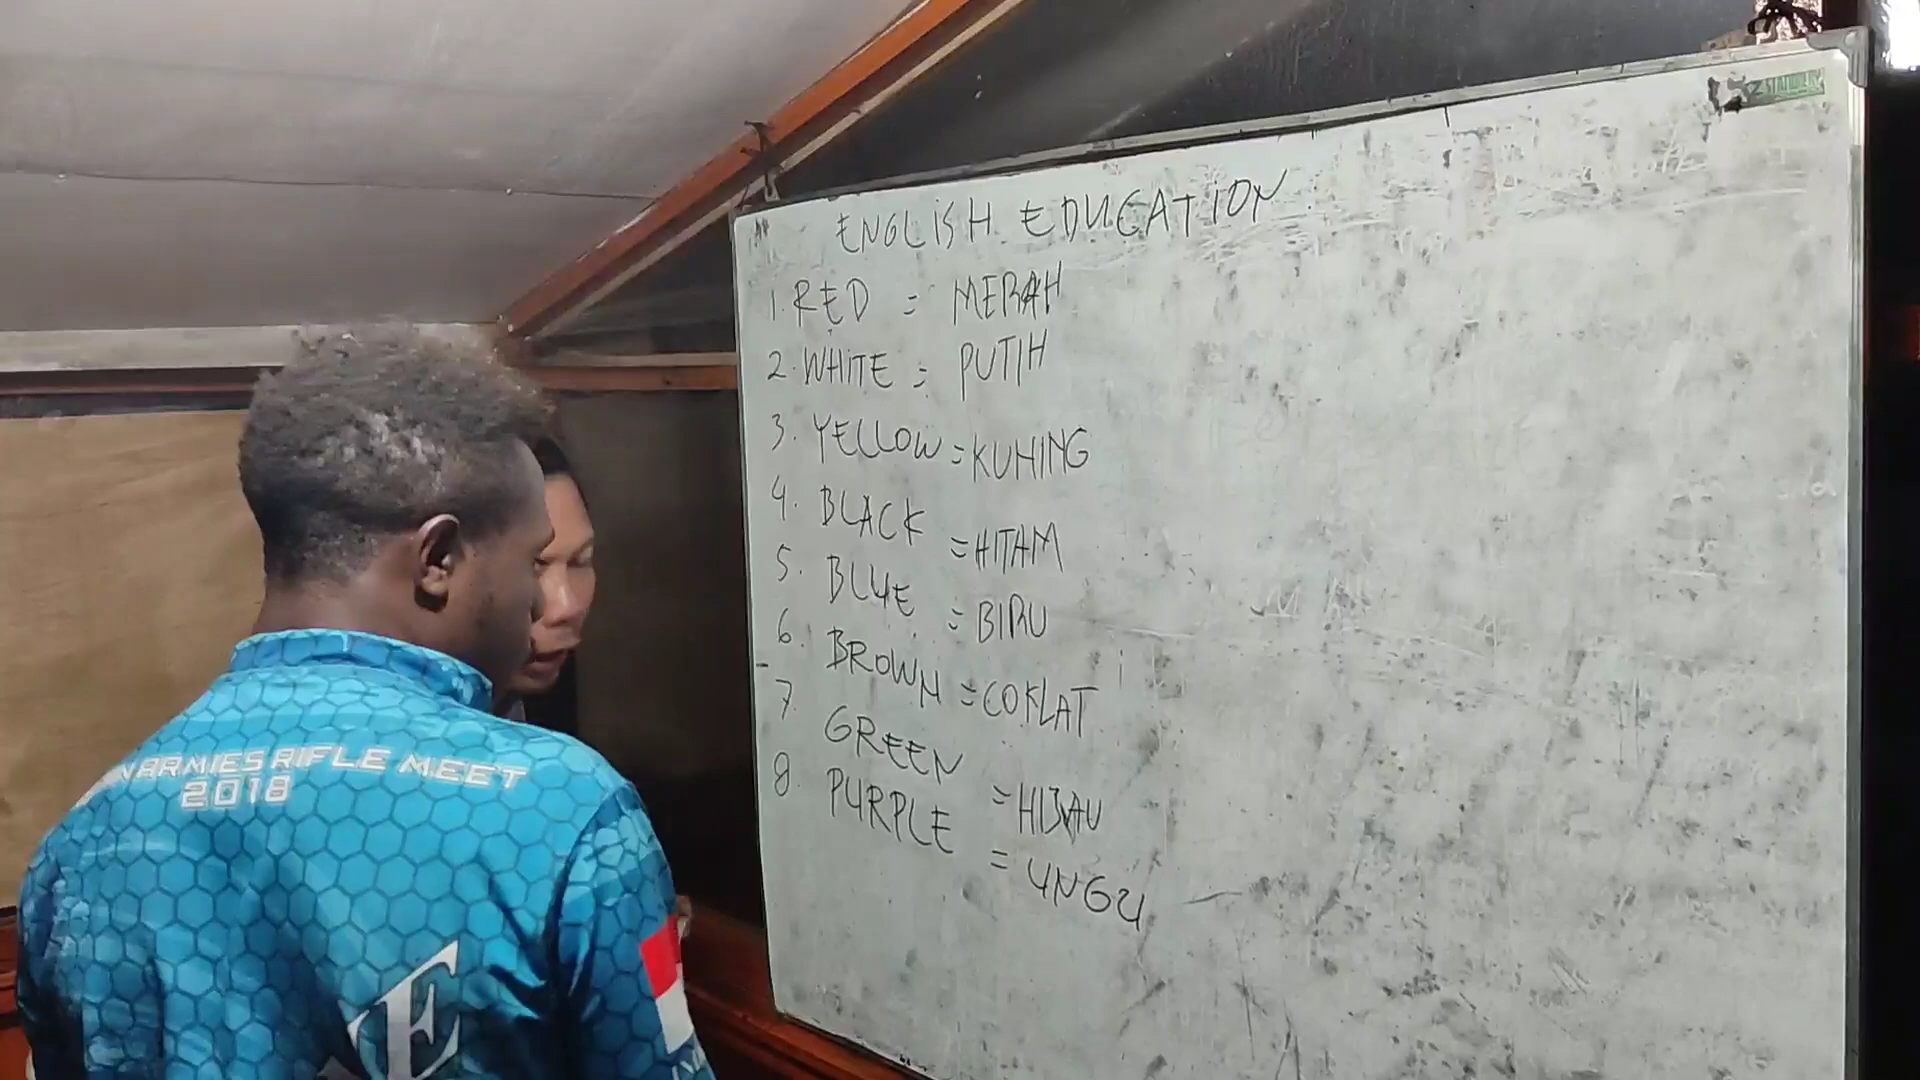 ENGLISH EDUCATION
1. RED = MERAH
2. WHITE = PUTIH
3. YELLOW = KUNING
4. BLACK = HITAM
5. BLUE = BIRU
6. BROWN = COKLAT
7 GREEN = HIJAU
8 PURPLE = UNGU
ARMIES RIFLE MEET
2018
E